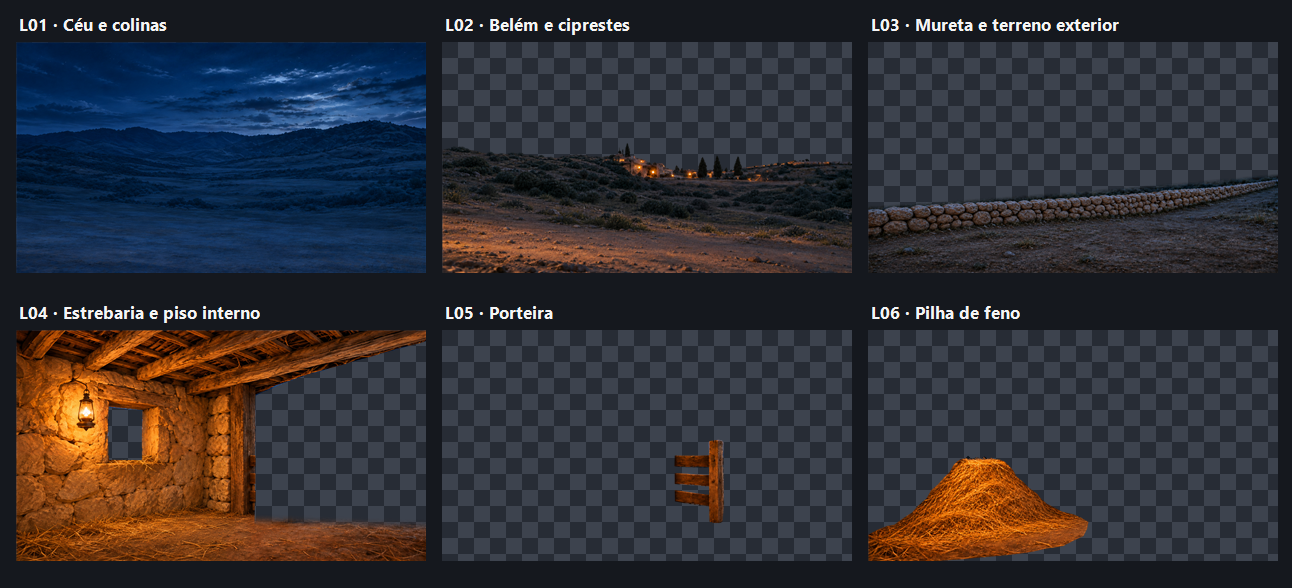 L01 · Céu e colinas
L02 · Belém e ciprestes
L03 · Mureta e terreno exterior
L04 · Estrebaria e piso interno
L05 · Porteira
L06 · Pilha de feno